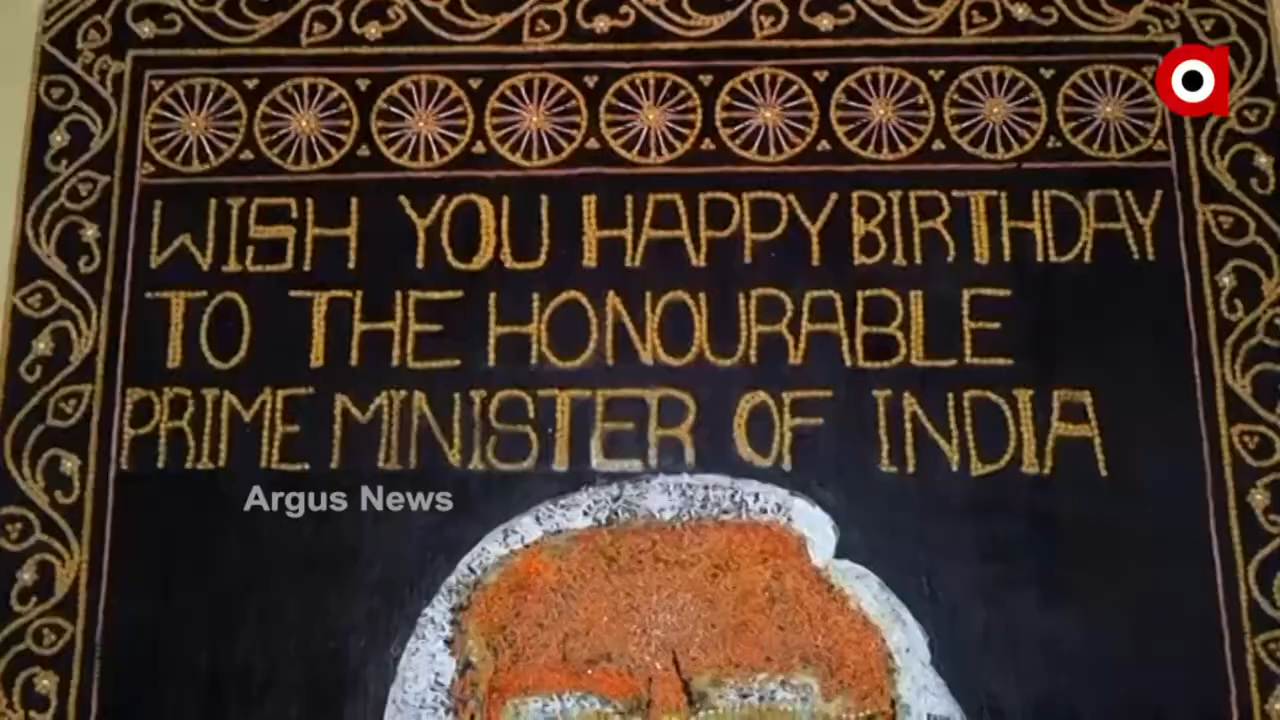 WISH YOU HAPPY BIRTHDAY
TO THE HONOURABLE
PRIME MINISTER OF INDIA
Argus News